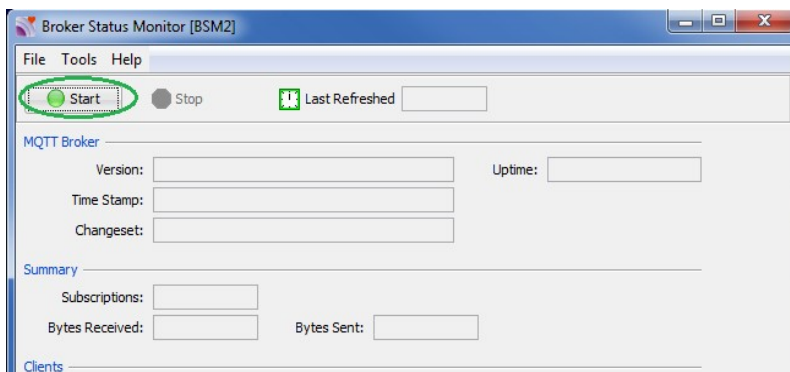 Broker Status Monitor [BSM2]
File Tools Help
Start Stop Last Refreshed
MQTT Broker
Version: Uptime:
Time Stamp:
Changeset:
Summary
Subscriptions:
Bytes Received: Bytes Sent:
Clients